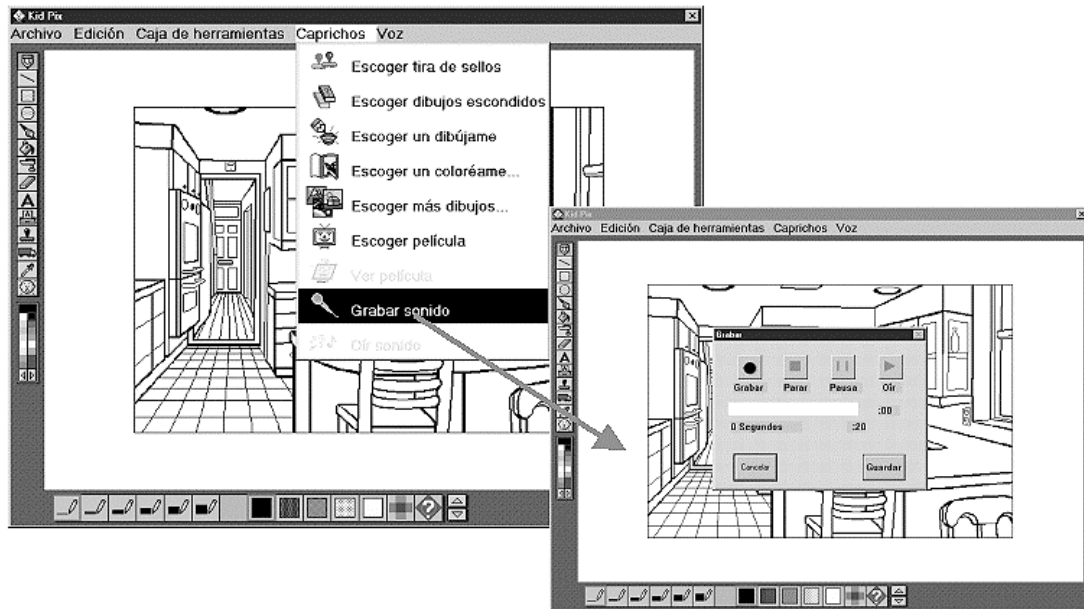 Kid Pix
Archivo Edición Caja de herramientas Caprichos Voz
Escoger tira de sellos
Escoger dibujos escondidos
Escoger un dibújame
Escoger un coloréame...
Escoger más dibujos...
Escoger película
Ver película
Grabar sonido
Oír sonido
A
Kid Pix
Archivo Edición Caja de herramientas Caprichos Voz
A
Grabar
Grabar Parar Pausa Oír
:00
0 Segundos :20
Cancelar Guardar